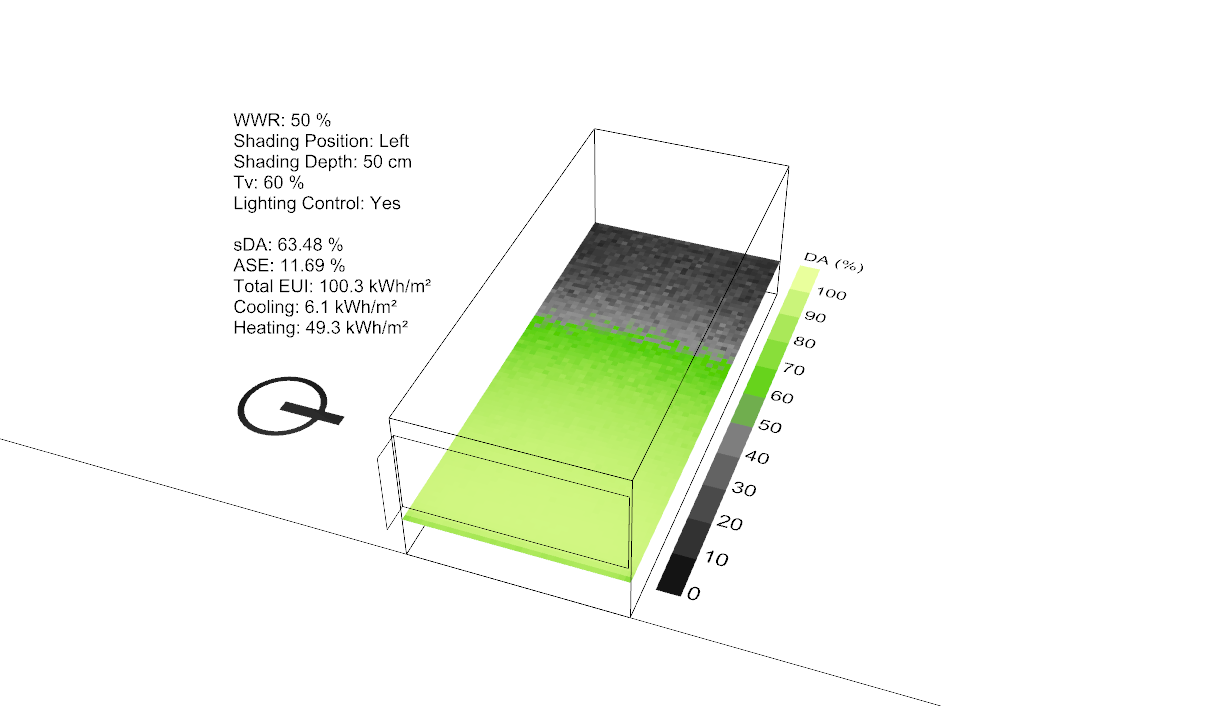 WWR: 50 %
Shading Position: Left
Shading Depth: 50 cm
Tv: 60 %
Lighting Control: Yes
sDA: 63.48 %
ASE: 11.69 %
Total EUI: 100.3 kWh/m²
Cooling: 6.1 kWh/m²
Heating: 49.3 kWh/m²
DA (%)
100
90
80
70
60
50
40
30
20
10
0